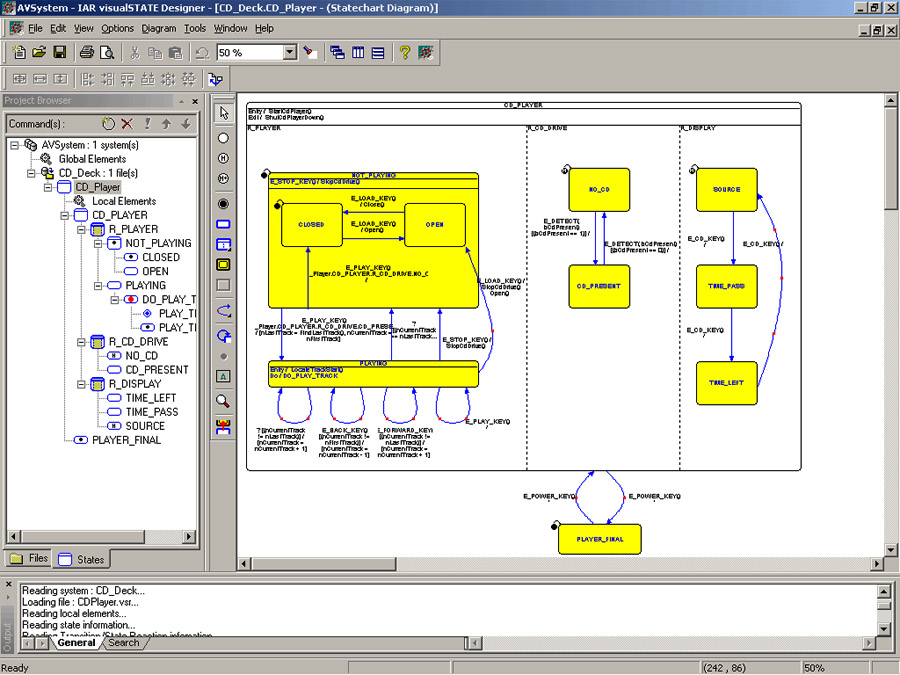 AVSystem - IAR visualSTATE Designer - [CD_Deck.CD_Player - (Statechart Diagram)]
File Edit View Options Diagram Tools Window Help
50 %
Project Browser
Command(s):
AVSystem : 1 system(s)
Global Elements
CD_Deck : 1 file(s)
CD_Player
Local Elements
CD_PLAYER
R_PLAYER
NOT_PLAYING
CLOSED
OPEN
PLAYING
DO_PLAY_T
PLAY_TI
R_CD_DRIVE
NO_CD
CD_PRESENT
R_DISPLAY
TIME_LEFT
TIME_PASS
SOURCE
PLAYER_FINAL
Files States
CD_PLAYER
Entry / StartCdPlayer()
Exit / ShutCdPlayerDown()
R_PLAYER
R_CD_DRIVE
R_DISPLAY
NOT_PLAYING
E_STOP_KEY() / StopCdDrive()
E_LOAD_KEY()
/ Close()
CLOSED
E_LOAD_KEY()
/ Open()
OPEN
E_PLAY_KEY()
_Player.CD_PLAYER.R_CD_DRIVE.NO_C
/
E_LOAD_KEY() /
StopCdDrive()
Open()
E_PLAY_KEY()
_Player.CD_PLAYER.R_CD_DRIVE.CD_PRESE
/ [nLastTrack = FindLastTrack(), nCurrentTrack =
nFirstTrack]
?
[nCurrentTrack
== nLastTrack...
E_STOP_KEY() /
StopCdDrive()
PLAYING
Entry / LocateTrackStart()
Do / DO_PLAY_TRACK
? [nCurrentTrack
!= nLastTrack] /
[nCurrentTrack =
nCurrentTrack + 1]
E_BACK_KEY()
[nCurrentTrack !=
nFirstTrack] /
[nCurrentTrack =
nCurrentTrack - 1]
E_FORWARD_KEY(
[nCurrentTrack !=
nLastTrack] /
[nCurrentTrack =
nCurrentTrack + 1]
E_PLAY_KEY()
/
NO_CD
E_DETECT(
bCdPresent)
[(bCdPresent == 1)] /
E_DETECT(bCdPresent)
[(bCdPresent == 0)] /
CD_PRESENT
SOURCE
E_CD_KEY()
/
E_CD_KEY() /
TIME_PASS
E_CD_KEY()
/
TIME_LEFT
E_POWER_KEY()
E_POWER_KEY()
PLAYER_FINAL
Output
Reading system : CD_Deck...
Loading file : CDPlayer.vsr...
Reading local elements...
Reading state information...
Reading Transition/State Reaction information
General Search
Ready
(242 , 86)
50%